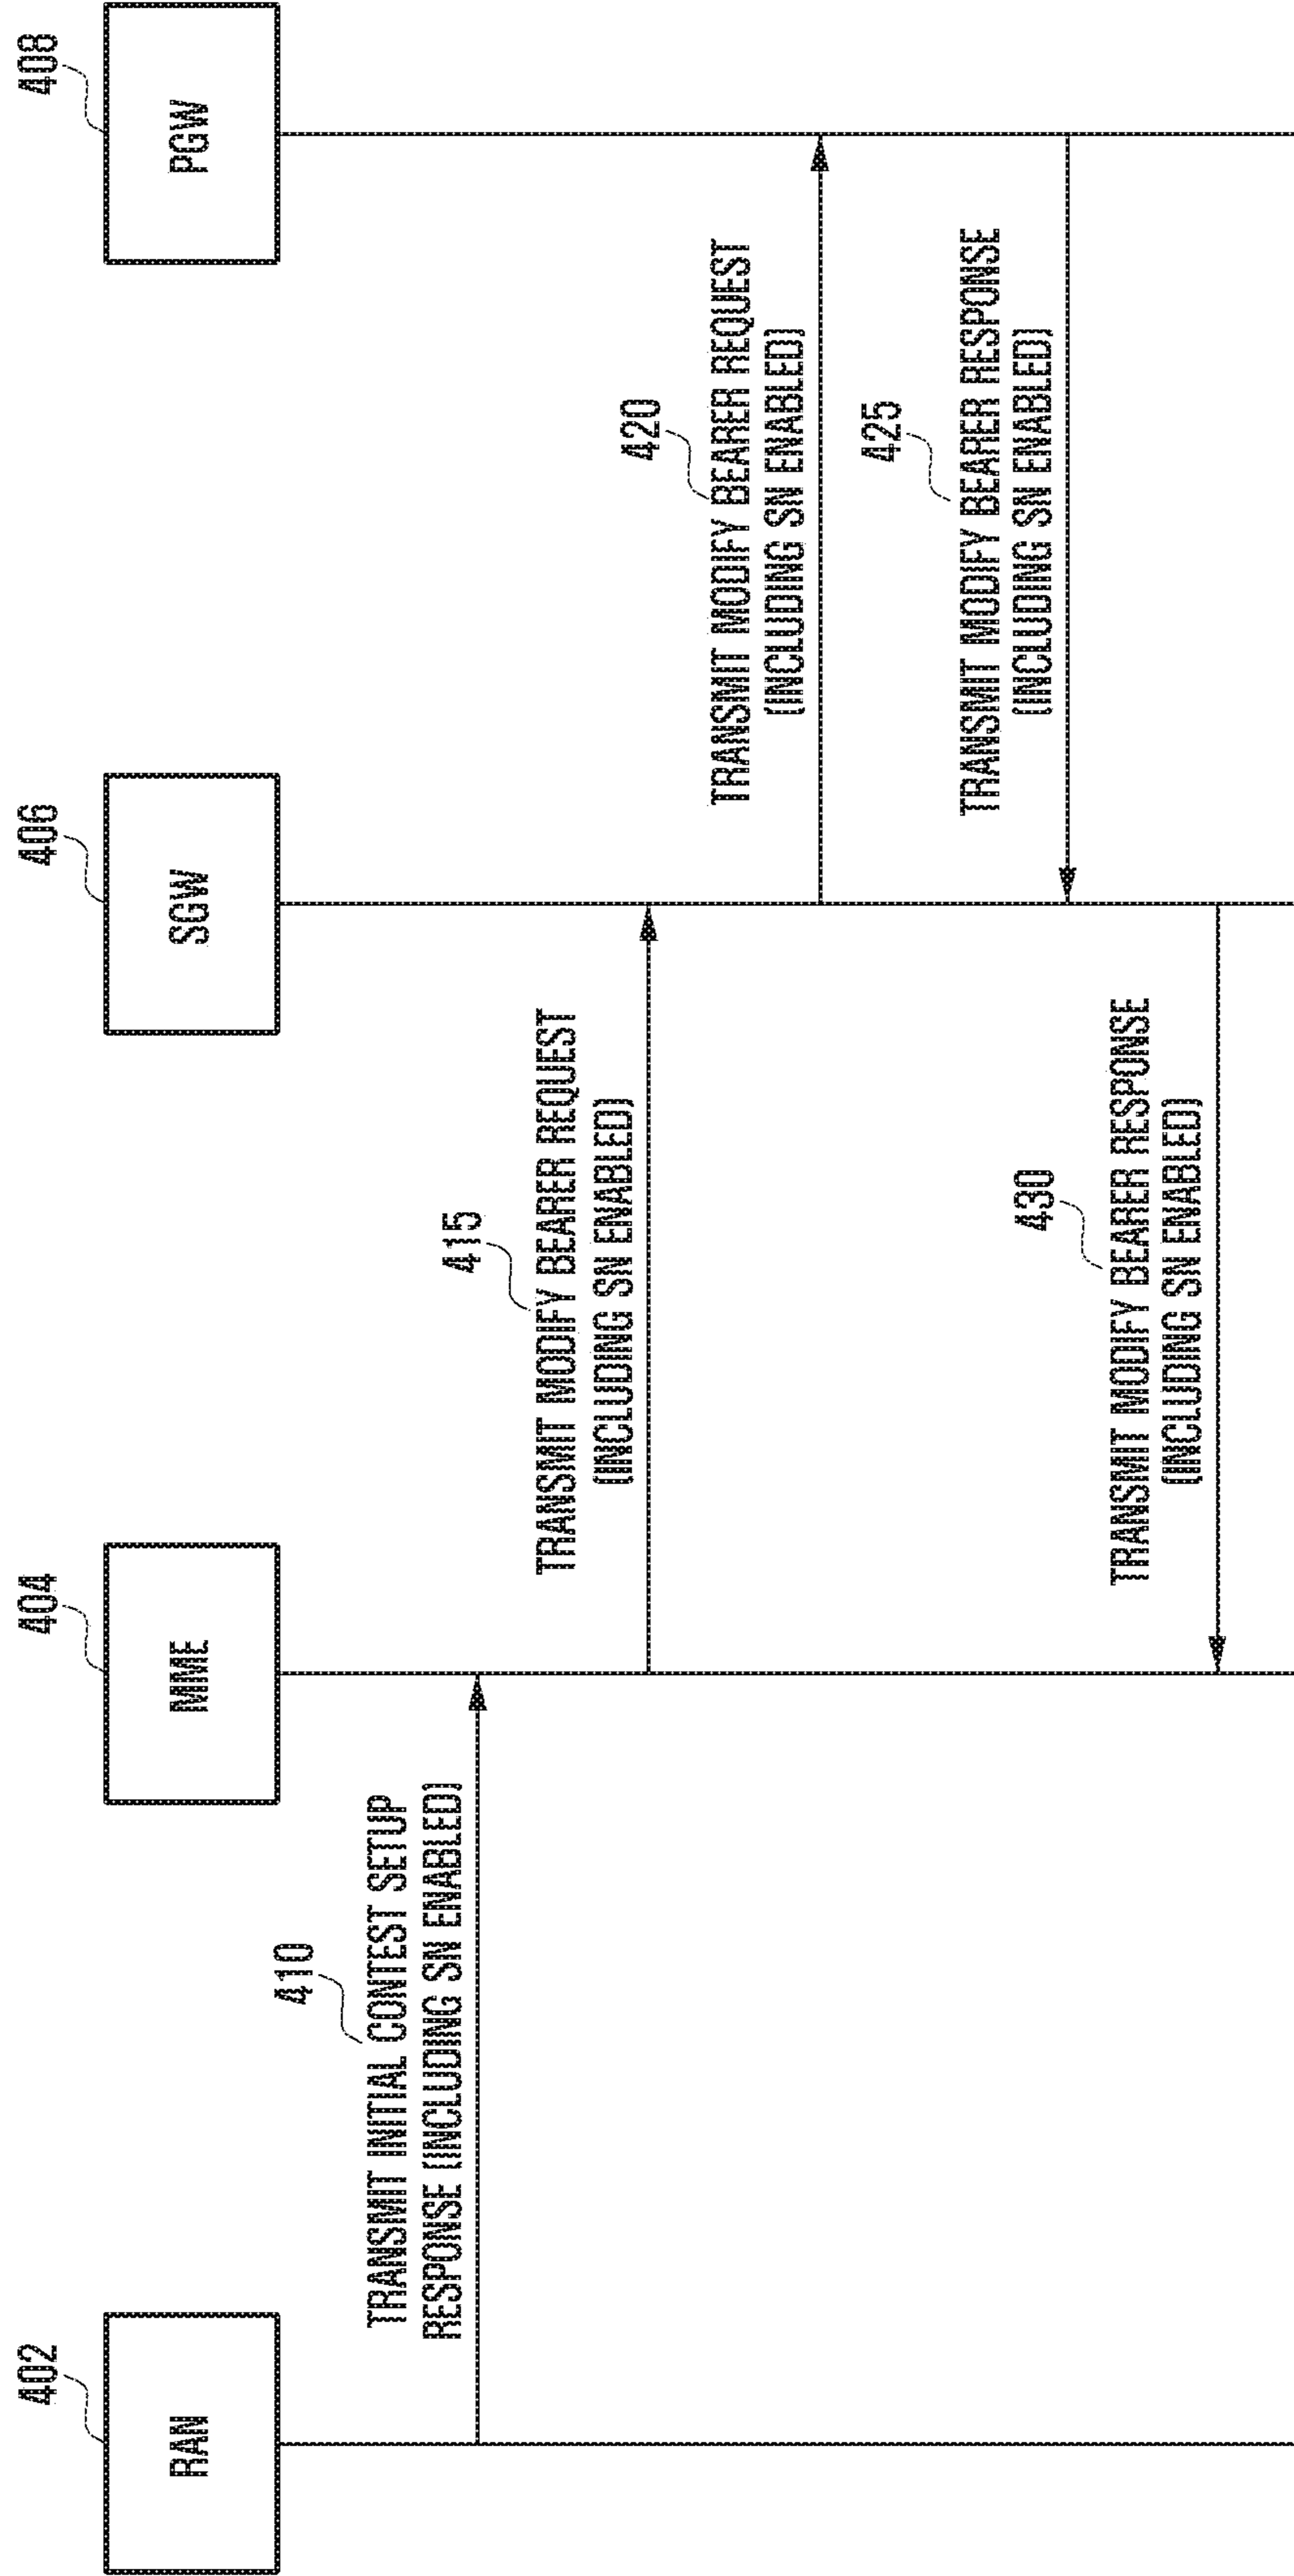 402
404
406
408
RAN
MME
SGW
PGW
410
TRANSMIT INITIAL CONTEST SETUP
RESPONSE (INCLUDING SN ENABLED)
415
TRANSMIT MODIFY BEARER REQUEST
(INCLUDING SN ENABLED)
420
TRANSMIT MODIFY BEARER REQUEST
(INCLUDING SN ENABLED)
425
TRANSMIT MODIFY BEARER RESPONSE
(INCLUDING SN ENABLED)
430
TRANSMIT MODIFY BEARER RESPONSE
(INCLUDING SN ENABLED)